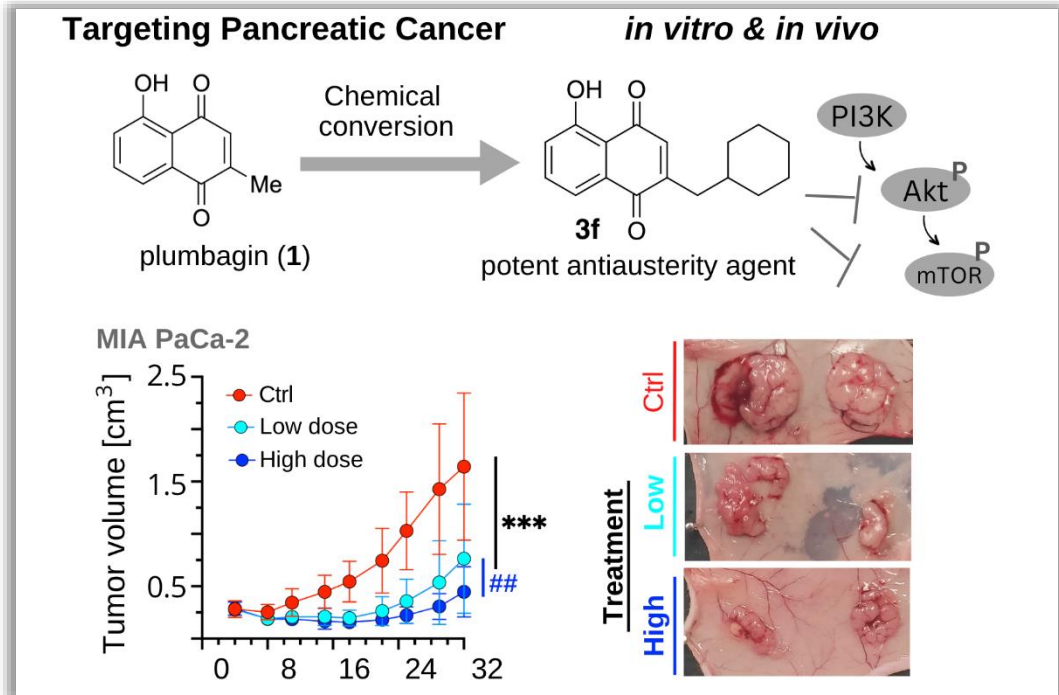 Targeting Pancreatic Cancer in vitro & in vivo
OH O
Me
O
plumbagin (1)
Chemical
conversion
OH O
O
3f
potent antiausterity agent
PI3K
Akt P
mTOR P
MIA PaCa-2
Tumor volume [cm³]
2.5
1.5
0.5
0 8 16 24 32
Ctrl
Low dose
High dose
***
##
Treatment
Ctrl
Low
High